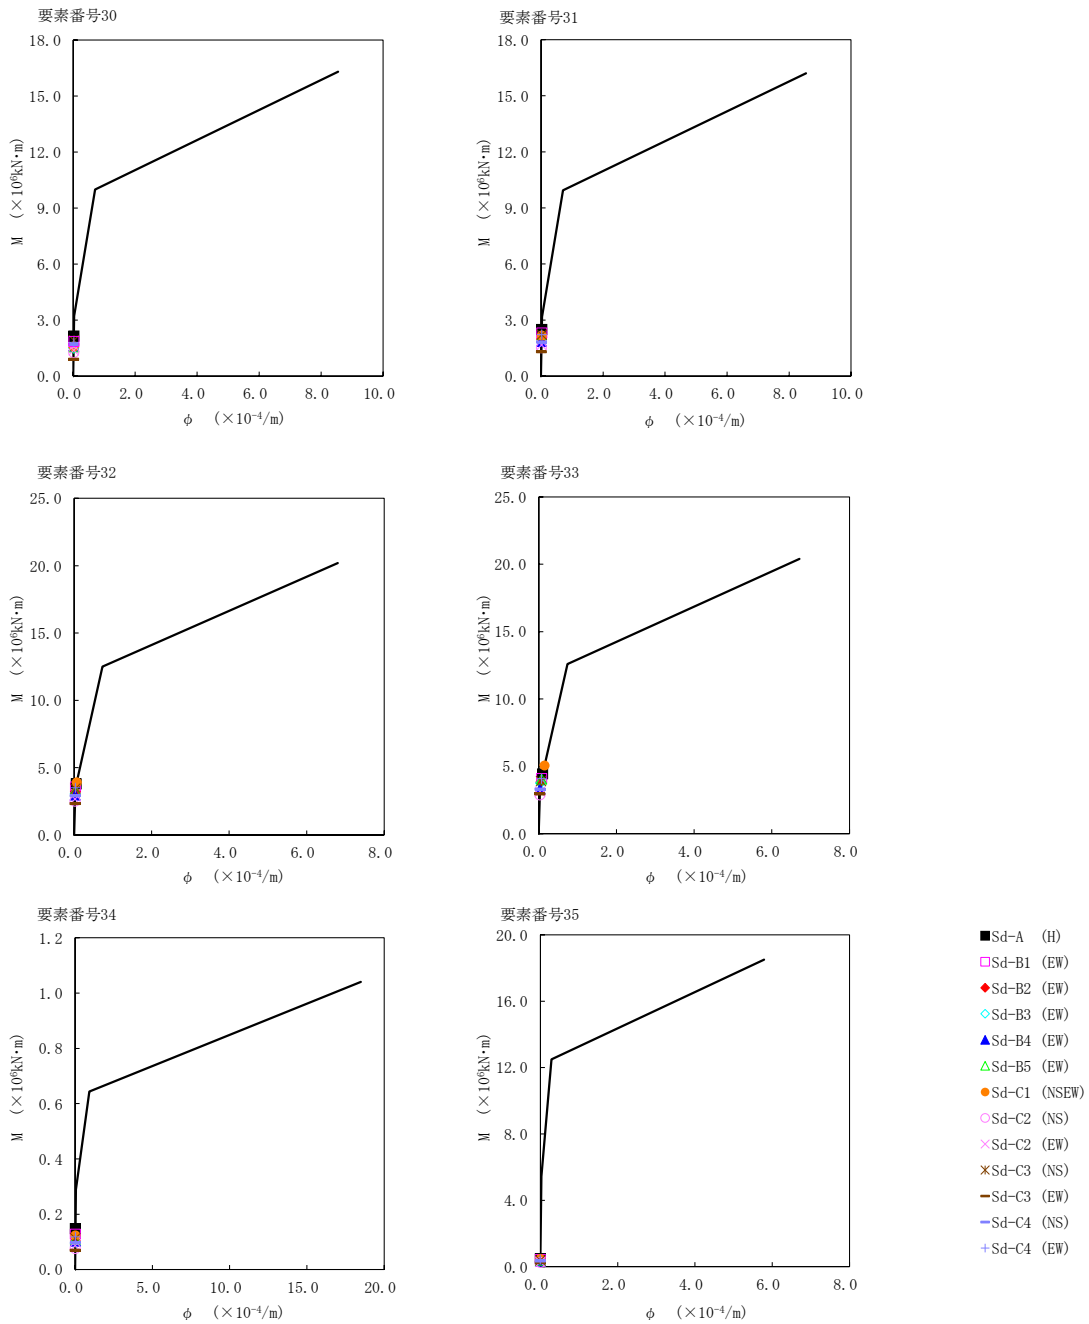 要素番号30
18.0
15.0
12.0
9.0
6.0
3.0
0.0
M (×10⁶kN・m)
0.0 2.0 4.0 6.0 8.0 10.0
φ (×10⁻⁴/m)
要素番号31
18.0
15.0
12.0
9.0
6.0
3.0
0.0
M (×10⁶kN・m)
0.0 2.0 4.0 6.0 8.0 10.0
φ (×10⁻⁴/m)
要素番号32
25.0
20.0
15.0
10.0
5.0
0.0
M (×10⁶kN・m)
0.0 2.0 4.0 6.0 8.0
φ (×10⁻⁴/m)
要素番号33
25.0
20.0
15.0
10.0
5.0
0.0
M (×10⁶kN・m)
0.0 2.0 4.0 6.0 8.0
φ (×10⁻⁴/m)
要素番号34
1.2
1.0
0.8
0.6
0.4
0.2
0.0
M (×10⁶kN・m)
0.0 5.0 10.0 15.0 20.0
φ (×10⁻⁴/m)
要素番号35
20.0
16.0
12.0
8.0
4.0
0.0
M (×10⁶kN・m)
0.0 2.0 4.0 6.0 8.0
φ (×10⁻⁴/m)
Sd-A (H)
Sd-B1 (EW)
Sd-B2 (EW)
Sd-B3 (EW)
Sd-B4 (EW)
Sd-B5 (EW)
Sd-C1 (NSEW)
Sd-C2 (NS)
Sd-C2 (EW)
Sd-C3 (NS)
Sd-C3 (EW)
Sd-C4 (NS)
Sd-C4 (EW)